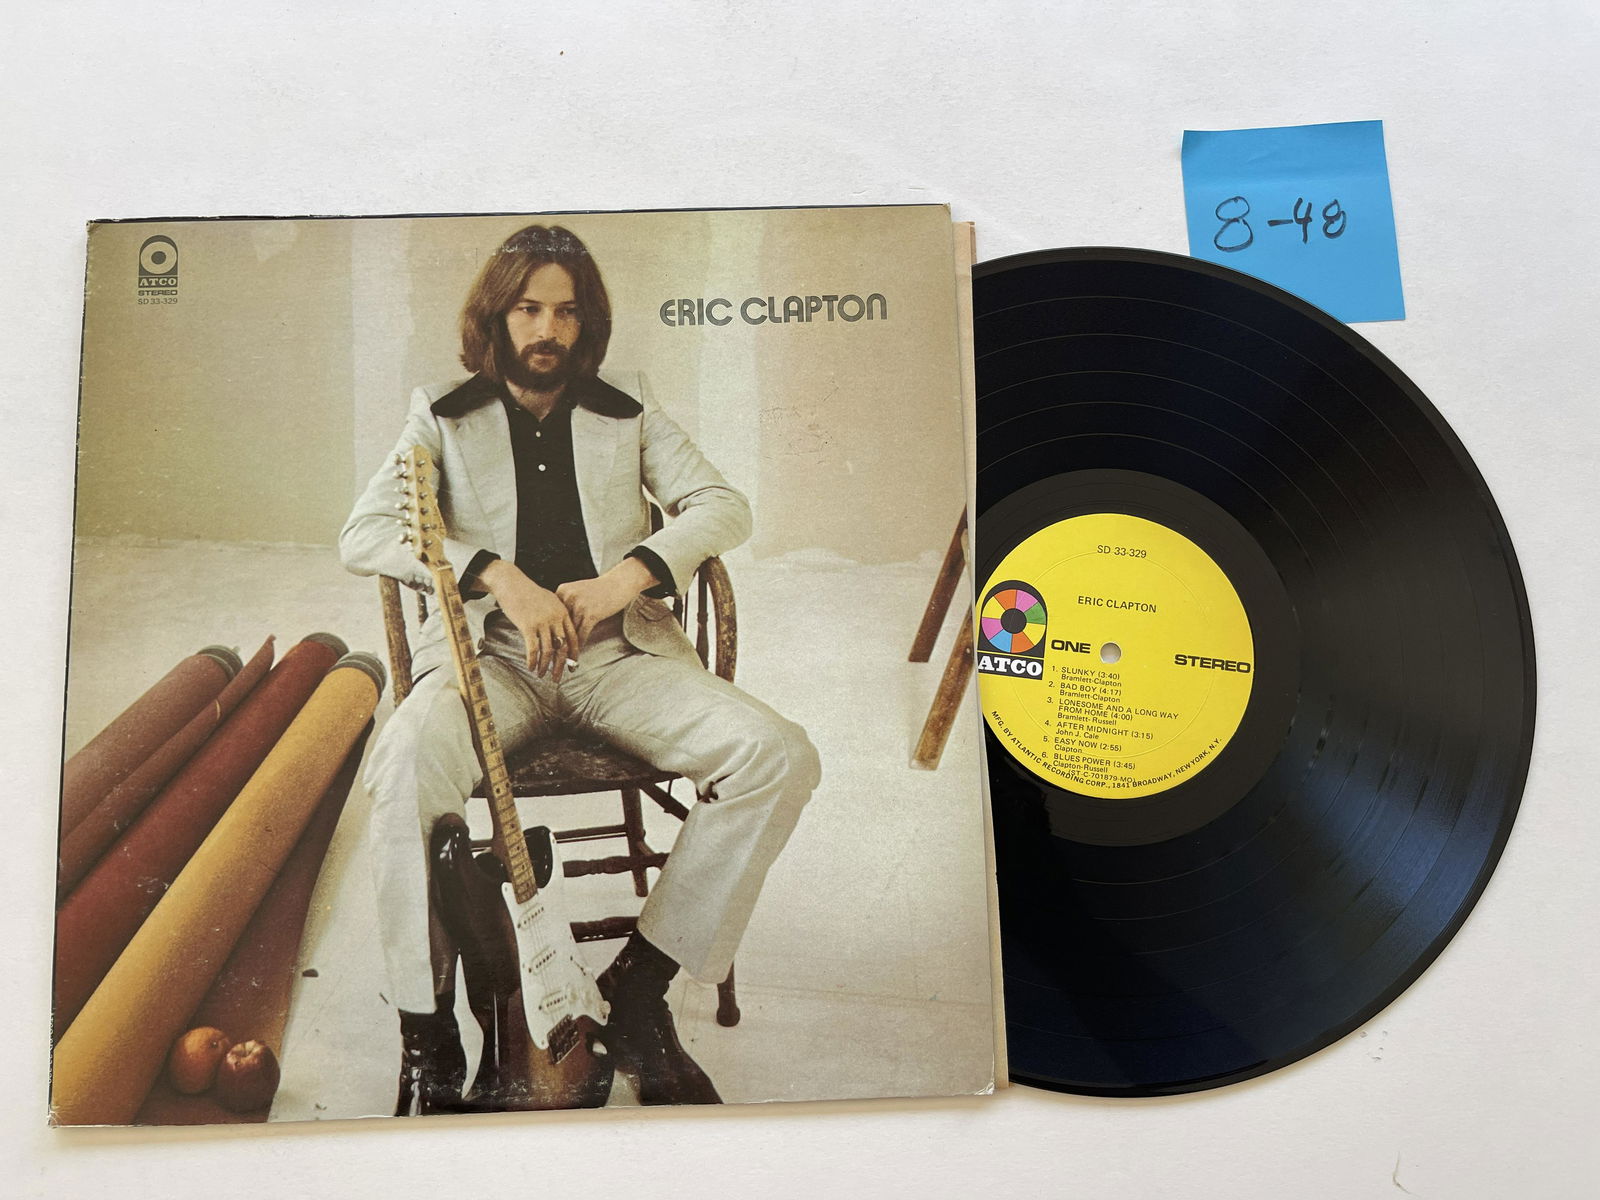 ATCO
STEREO
SD 33-329
ERIC CLAPTON
8-48
SD 33-329
ERIC CLAPTON
ATCO
ONE
STEREO
1. SLUNKY (3:40)
Bramlett-Clapton
2. BAD BOY (4:17)
Bramlett-Clapton
3. LONESOME AND A LONG WAY
FROM HOME (4:00)
Bramlett-Russell
4. AFTER MIDNIGHT (3:15)
John J. Cale
5. EASY NOW (2:55)
Clapton
6. BLUES POWER (3:45)
Clapton-Russell
(ST-C-701879-MO)
MFG. BY ATLANTIC RECORDING CORP., 1841 BROADWAY, NEW YORK, N.Y.